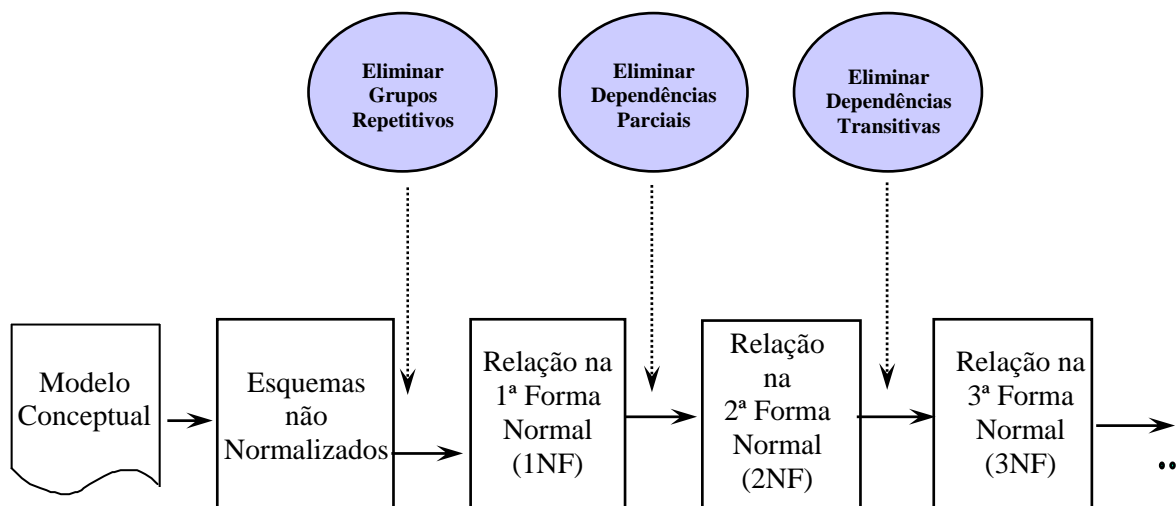 Eliminar
Grupos
Repetitivos
Eliminar
Dependências
Parciais
Eliminar
Dependências
Transitivas
Modelo
Conceptual
Esquemas
não
Normalizados
Relação na
1ª Forma
Normal
(1NF)
Relação
na
2ª Forma
Normal
(2NF)
Relação na
3ª Forma
Normal
(3NF)
..